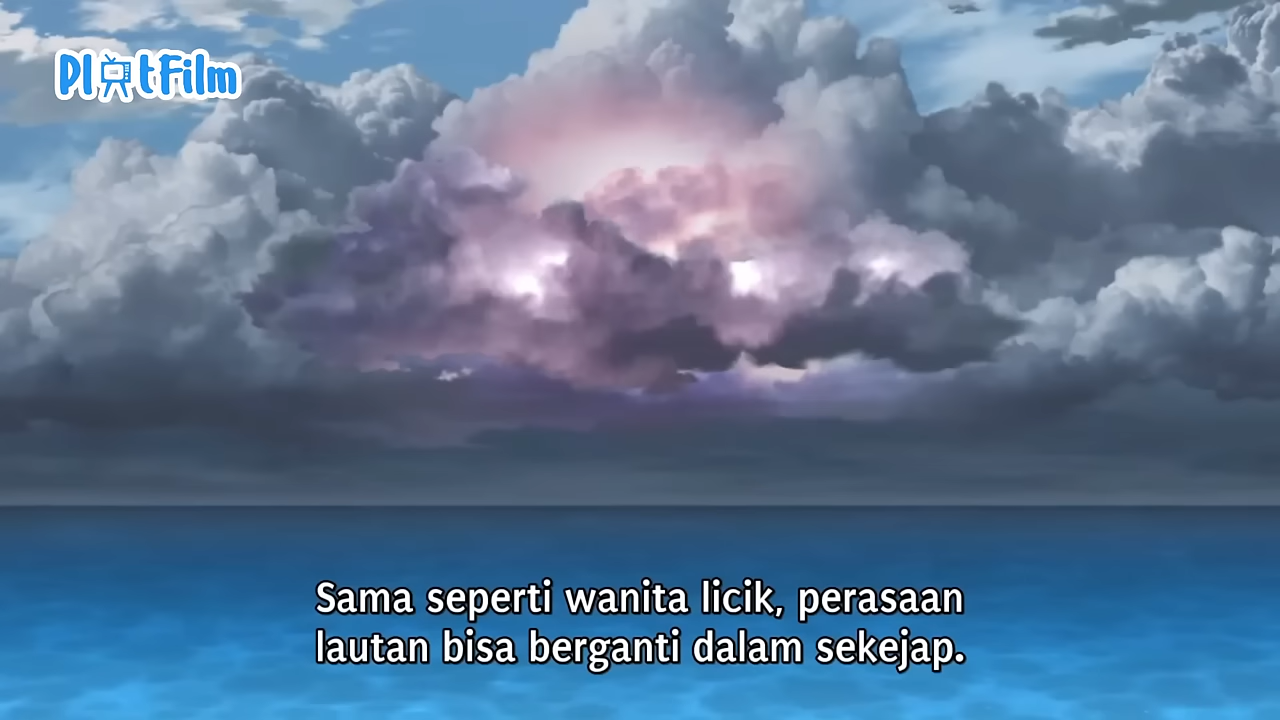 PlotFilm
Sama seperti wanita licik, perasaan
lautan bisa berganti dalam sekejap.